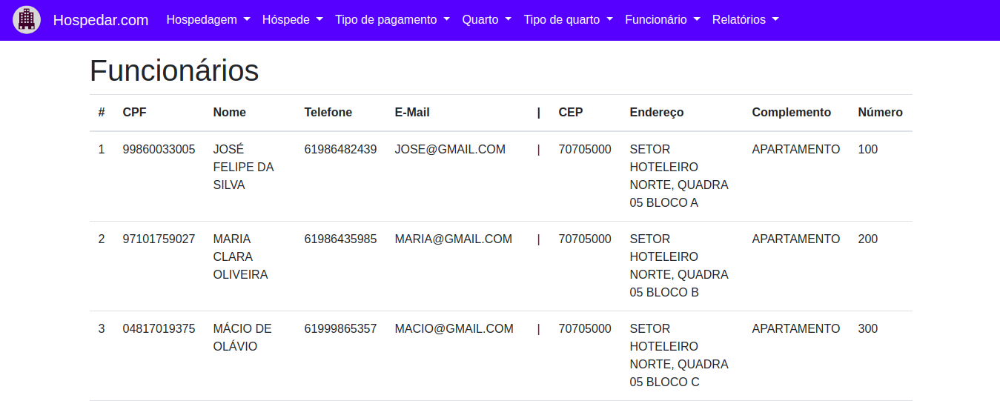 Hospedar.com Hospedagem Hóspede Tipo de pagamento Quarto Tipo de quarto Funcionário Relatórios
Funcionários
# CPF Nome Telefone E-Mail | CEP Endereço Complemento Número
1 99860033005 JOSÉ 61986482439 JOSE@GMAIL.COM | 70705000 SETOR APARTAMENTO 100
FELIPE DA HOTELEIRO
SILVA NORTE, QUADRA
05 BLOCO A
2 97101759027 MARIA 61986435985 MARIA@GMAIL.COM | 70705000 SETOR APARTAMENTO 200
CLARA HOTELEIRO
OLIVEIRA NORTE, QUADRA
05 BLOCO B
3 04817019375 MÁCIO DE 61999865357 MACIO@GMAIL.COM | 70705000 SETOR APARTAMENTO 300
OLÁVIO HOTELEIRO
NORTE, QUADRA
05 BLOCO C